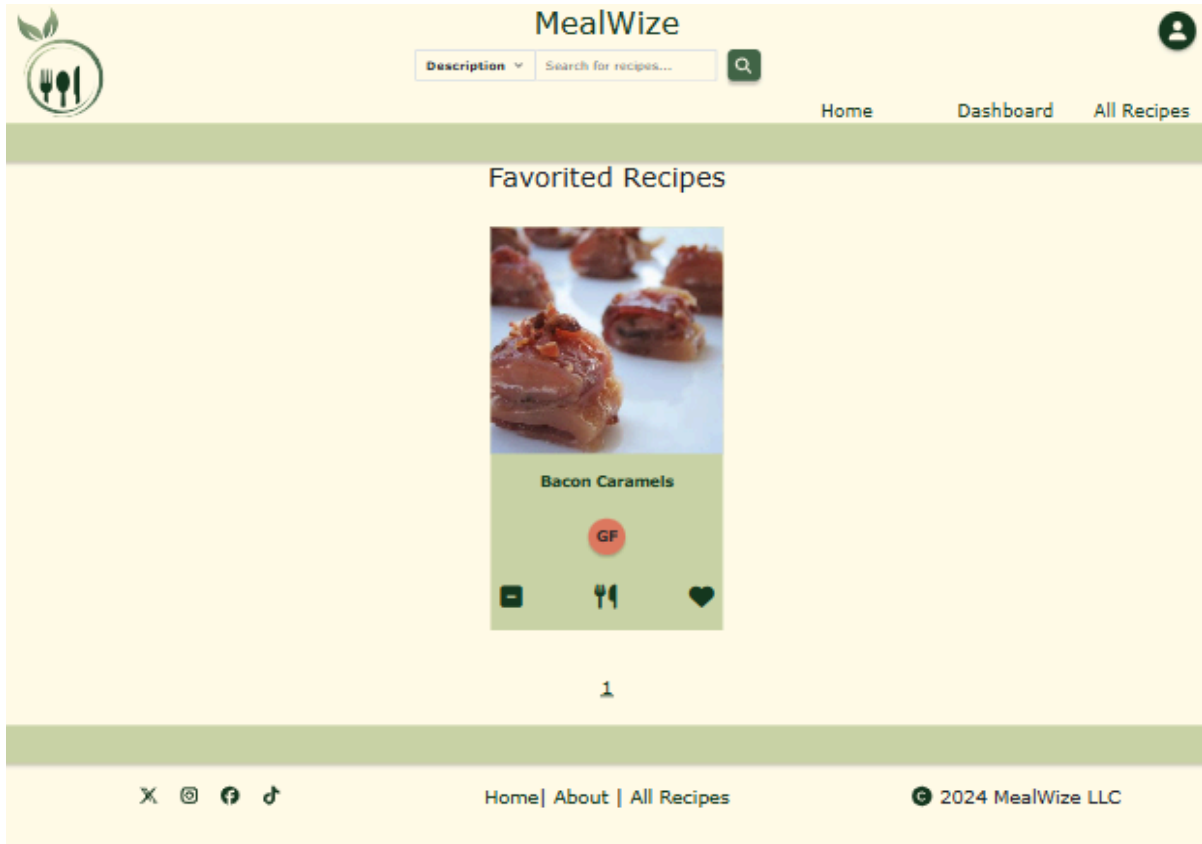 MealWize
Description Search for recipes...
Home Dashboard All Recipes
Favorited Recipes
Bacon Caramels
GF
1
Home| About | All Recipes
C 2024 MealWize LLC